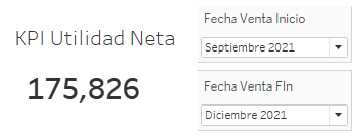 KPI Utilidad Neta
175,826
Fecha Venta Inicio
Septiembre 2021
Fecha Venta FIn
Diciembre 2021